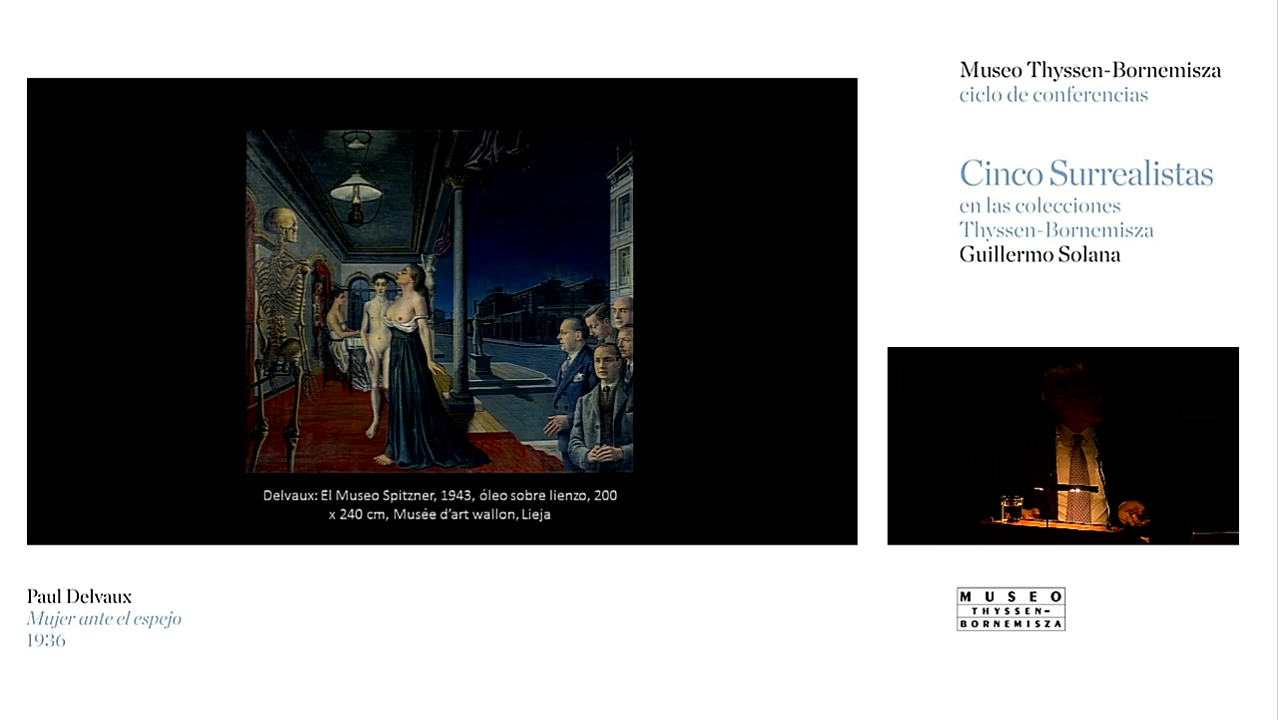 Museo Thyssen-Bornemisza
ciclo de conferencias
Cinco Surrealistas
en las colecciones
Thyssen-Bornemisza
Guillermo Solana
Delvaux: El Museo Spitzner, 1943, óleo sobre lienzo, 200
x 240 cm, Musée d'art wallon, Lieja
Paul Delvaux
Mujer ante el espejo
1936
MUSEO
THYSSEN-
BORNEMISZA